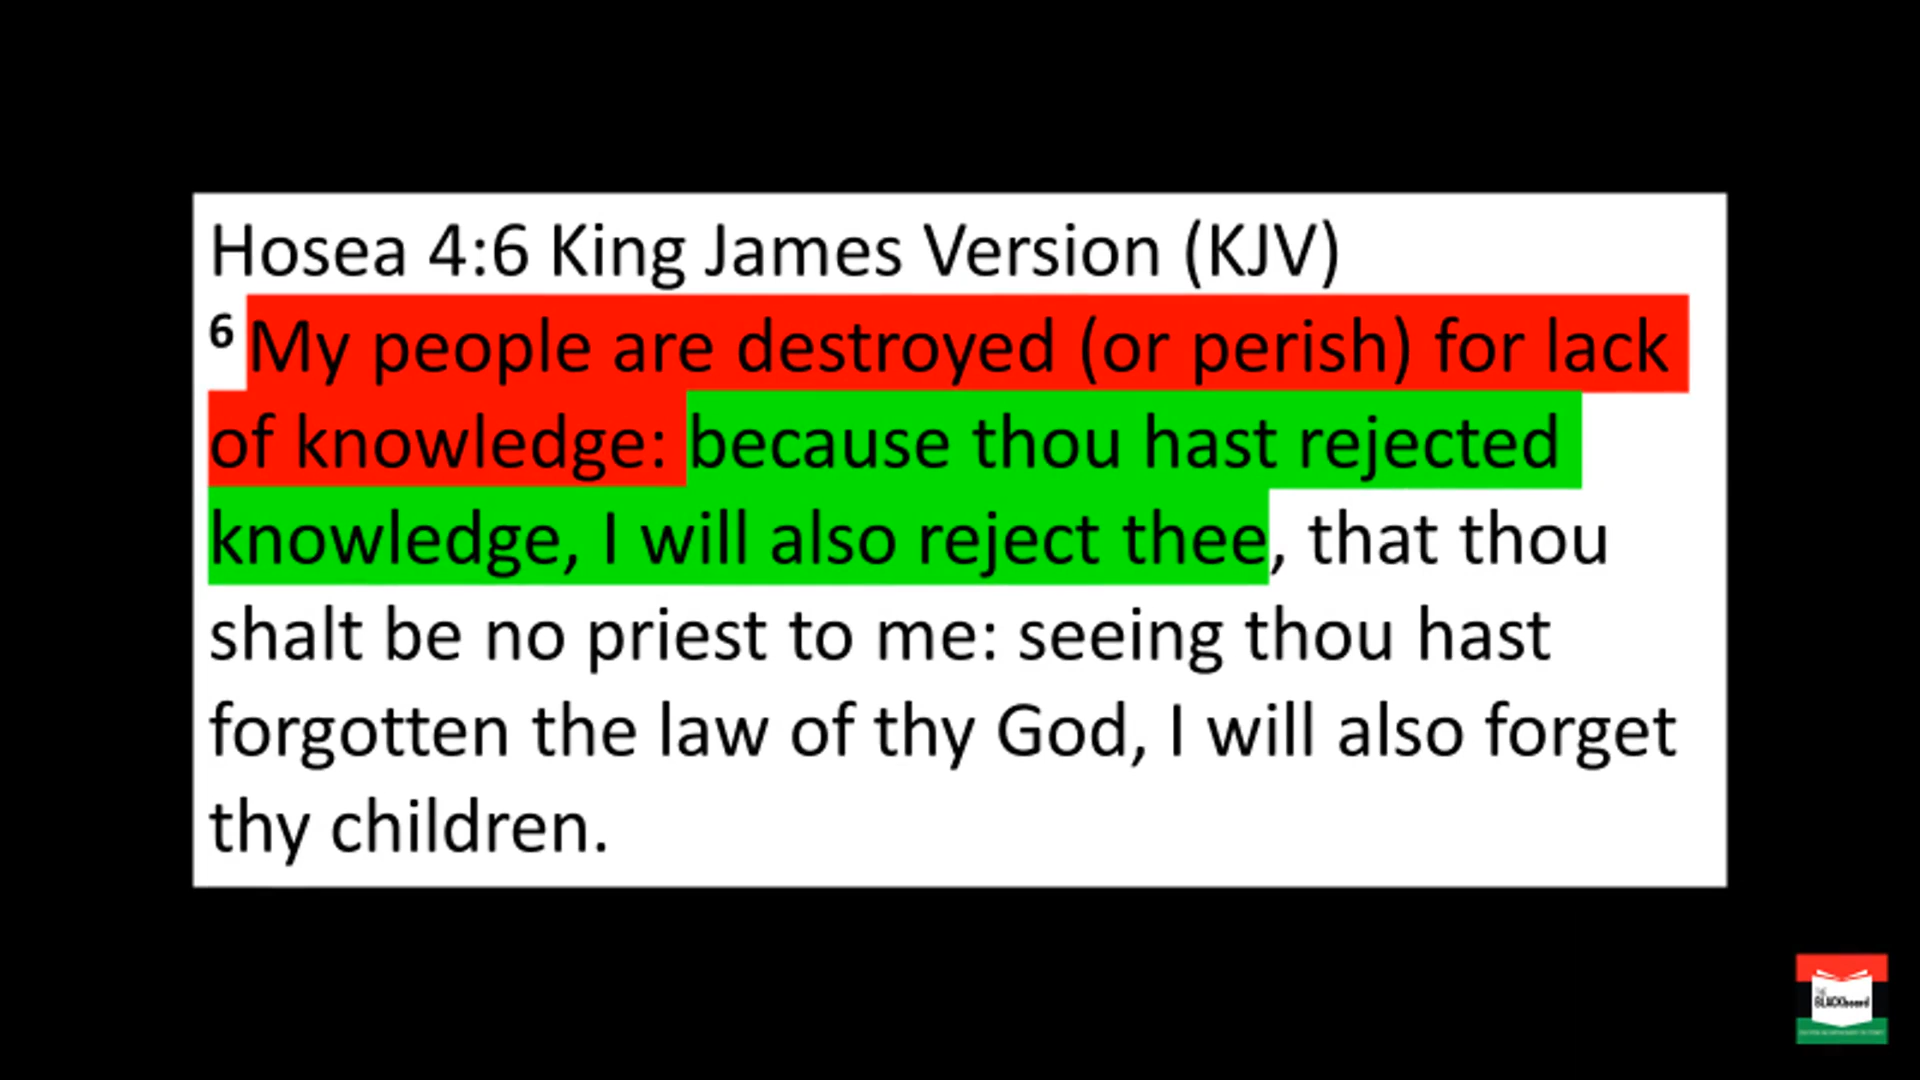 Hosea 4:6 King James Version (KJV)
6 My people are destroyed (or perish) for lack
of knowledge: because thou hast rejected
knowledge, I will also reject thee, that thou
shalt be no priest to me: seeing thou hast
forgotten the law of thy God, I will also forget
thy children.
THE
BLACKboard